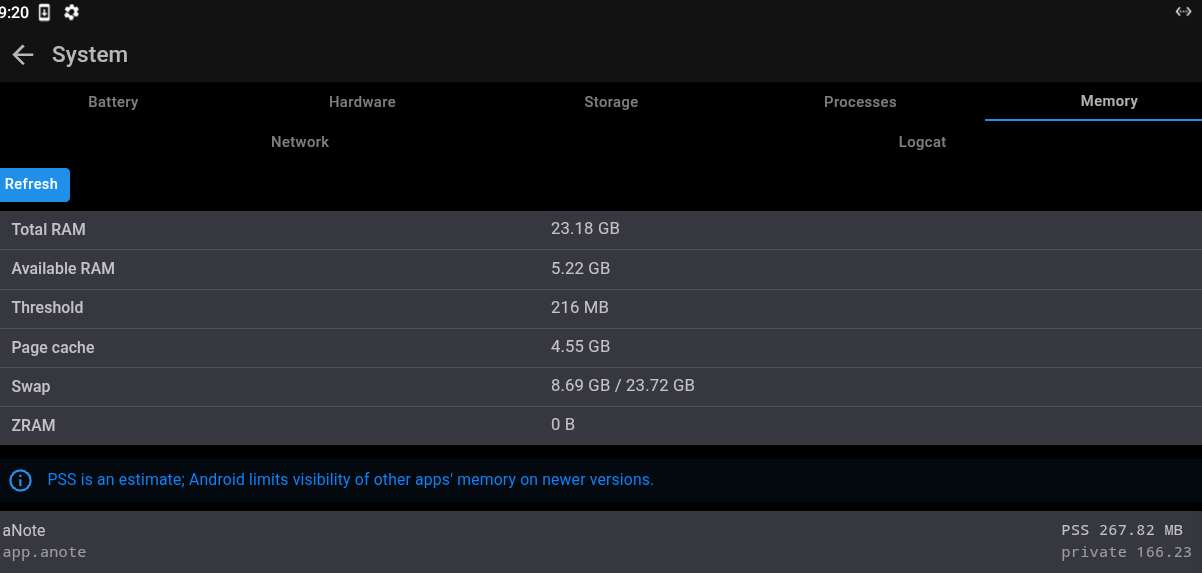 9:20
System
Battery Hardware Storage Processes Memory
Network Logcat
Refresh
Total RAM 23.18 GB
Available RAM 5.22 GB
Threshold 216 MB
Page cache 4.55 GB
Swap 8.69 GB / 23.72 GB
ZRAM 0 B
PSS is an estimate; Android limits visibility of other apps' memory on newer versions.
aNote PSS 267.82 MB
app.anote private 166.23